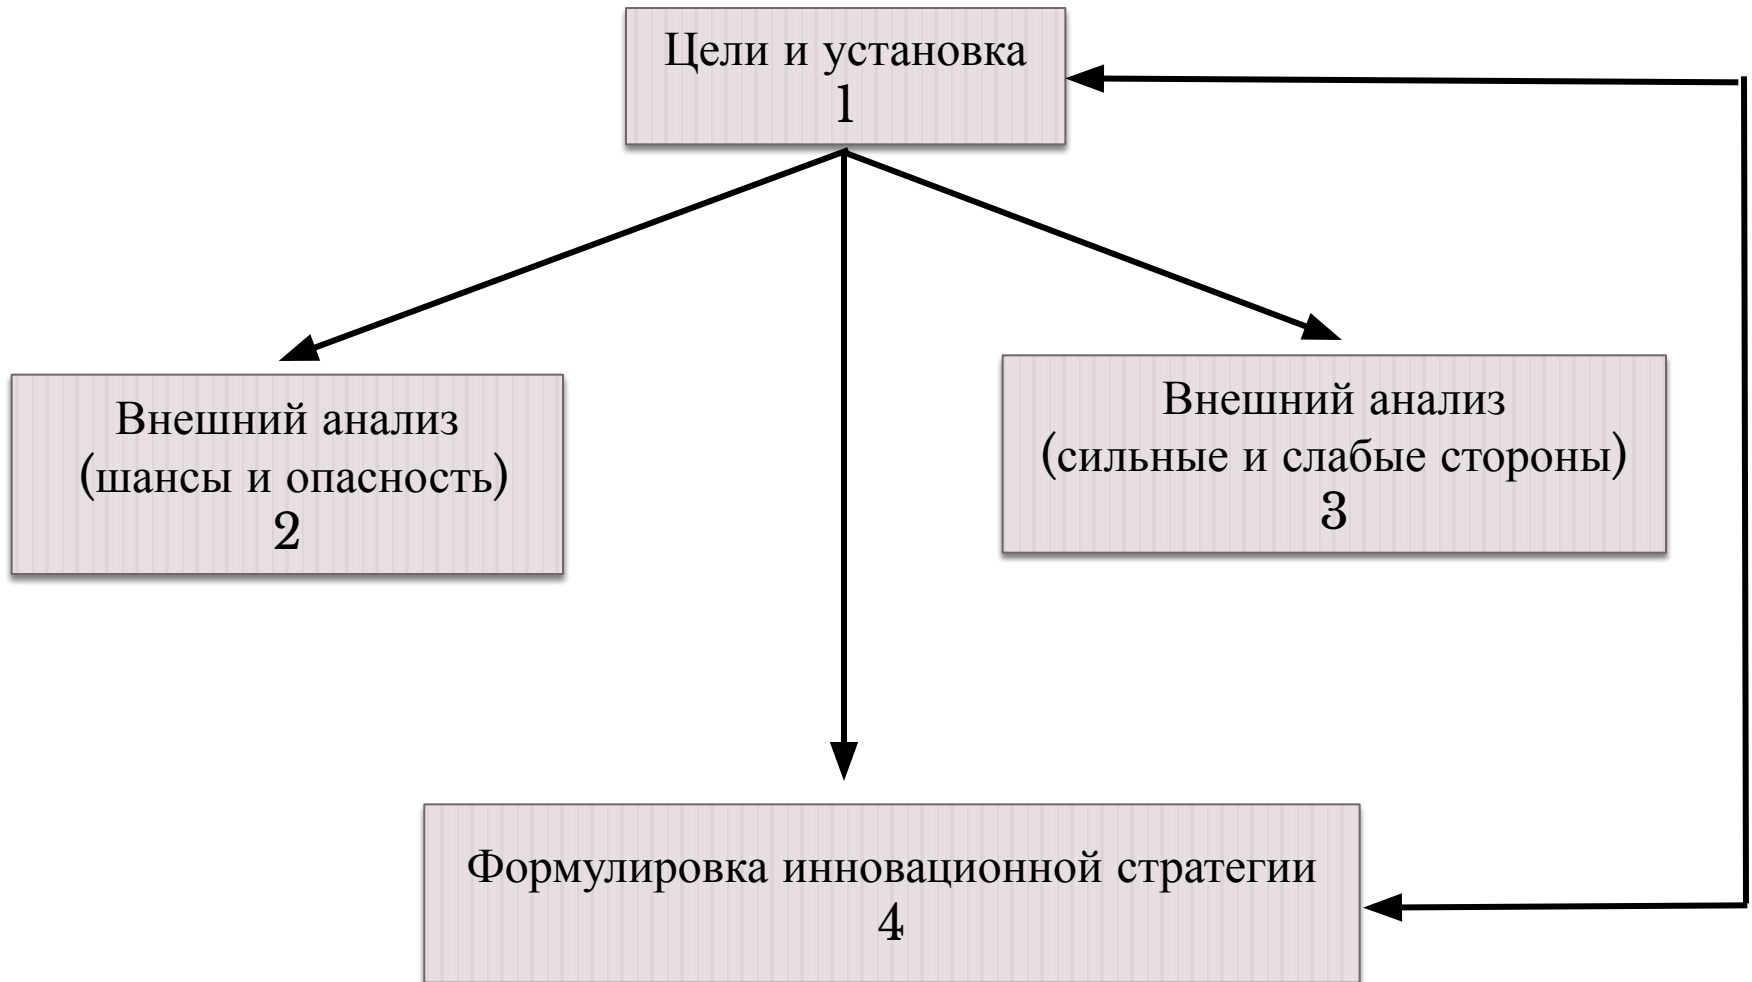 Цели и установка
1
Внешний анализ
(шансы и опасность)
2
Внешний анализ
(сильные и слабые стороны)
3
Формулировка инновационной стратегии
4